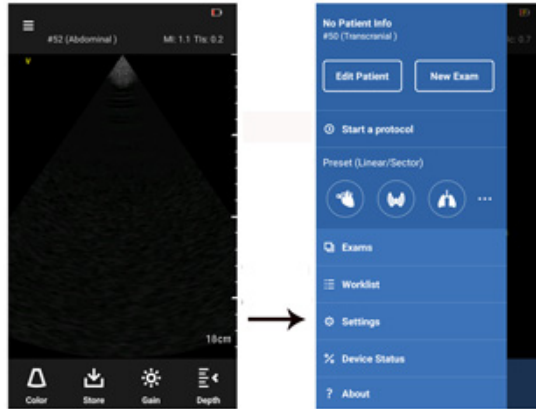 #52 (Abdominal )
MI: 1.1 TIs: 0.2
18cm
Color
Store
Gain
Depth
No Patient Info
#50 (Transcranial )
Edit Patient
New Exam
Start a protocol
Preset (Linear/Sector)
Exams
Worklist
Settings
Device Status
? About